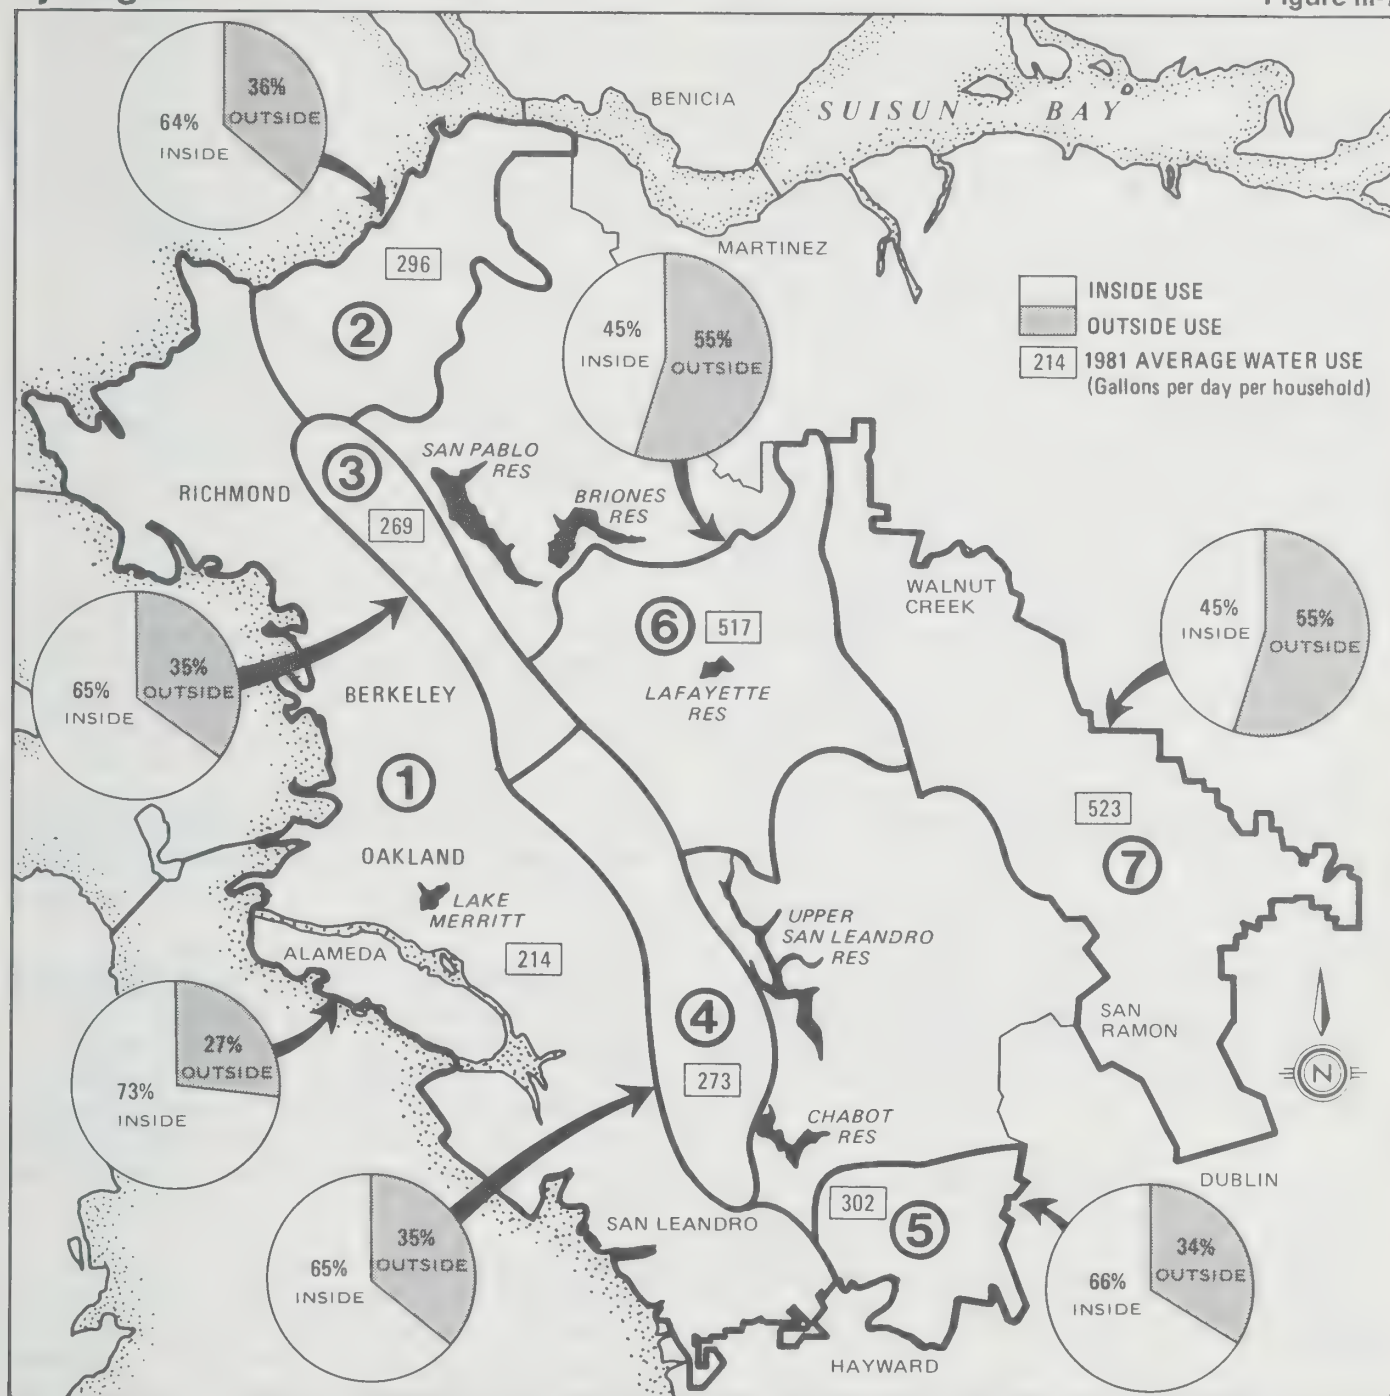 36%
OUTSIDE
64%
INSIDE
BENICIA
SUISUN BAY
MARTINEZ
296
2
45%
INSIDE
55%
OUTSIDE
INSIDE USE
OUTSIDE USE
214 1981 AVERAGE WATER USE
(Gallons per day per household)
3
SAN PABLO
RES
RICHMOND
BRIONES
RES
269
WALNUT
CREEK
6
517
45%
INSIDE
55%
OUTSIDE
35%
OUTSIDE
65%
INSIDE
BERKELEY
LAFAYETTE
RES
1
523
7
OAKLAND
LAKE
MERRITT
UPPER
SAN LEANDRO
RES
ALAMEDA
214
4
SAN
RAMON
N
27%
OUTSIDE
73%
INSIDE
273
CHABOT
RES
DUBLIN
302
5
SAN LEANDRO
35%
OUTSIDE
65%
INSIDE
34%
OUTSIDE
66%
INSIDE
HAYWARD